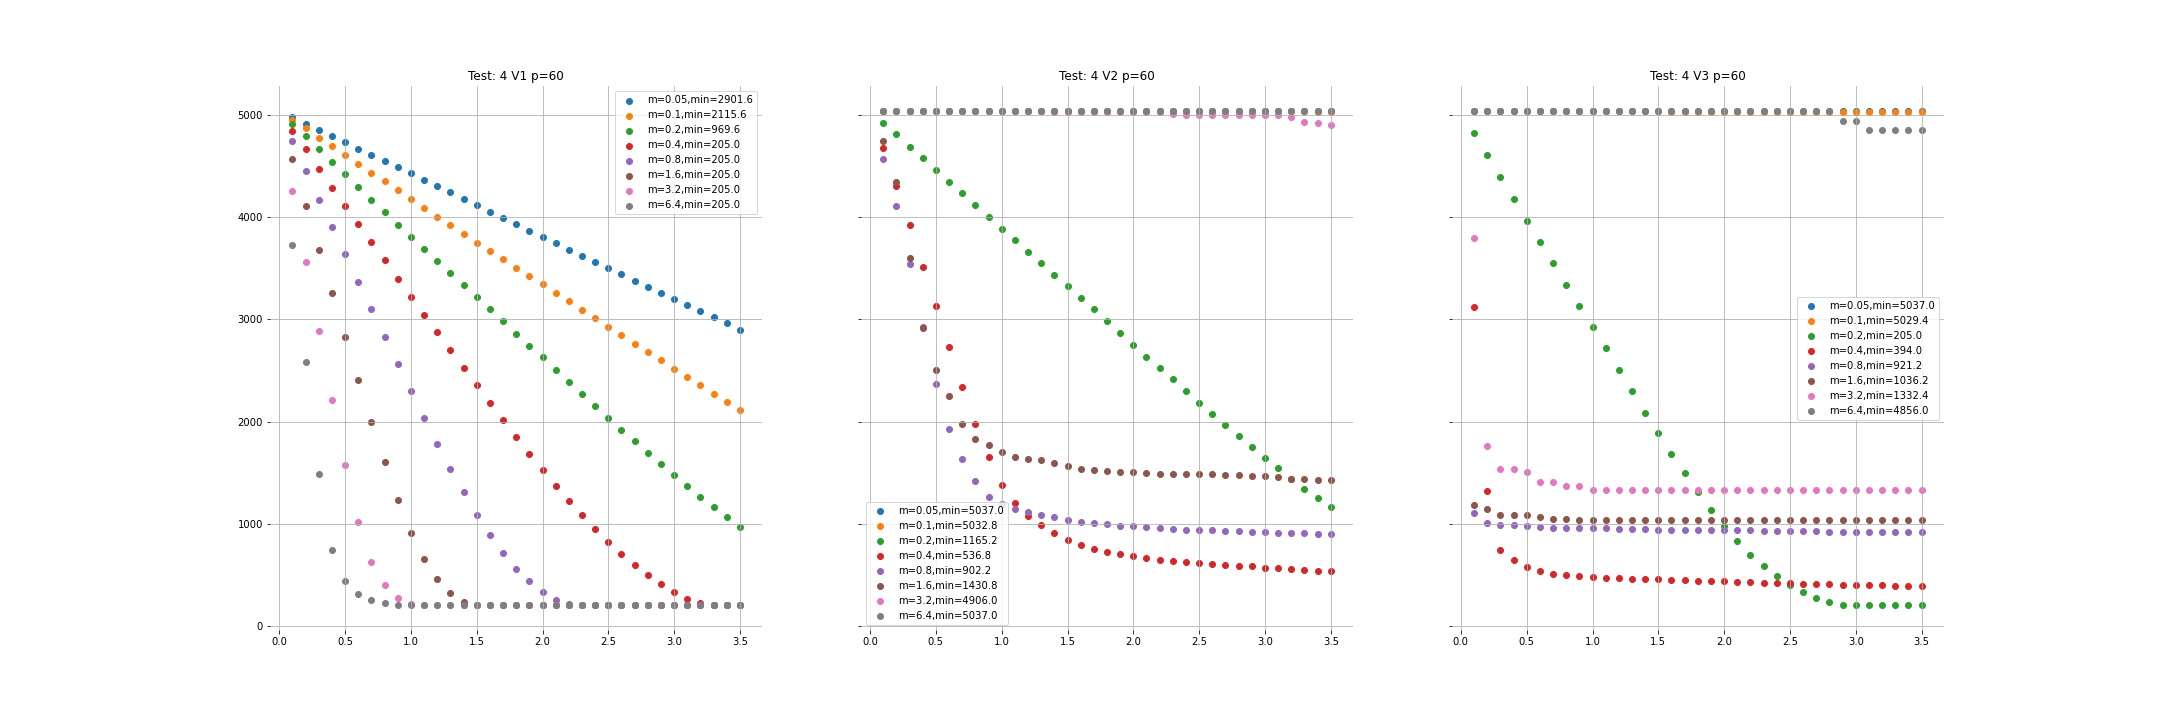 Test: 4 V1 p=60
5000
4000
3000
2000
1000
0
0.0 0.5 1.0 1.5 2.0 2.5 3.0 3.5
m=0.05,min=2901.6
m=0.1,min=2115.6
m=0.2,min=969.6
m=0.4,min=205.0
m=0.8,min=205.0
m=1.6,min=205.0
m=3.2,min=205.0
m=6.4,min=205.0
Test: 4 V2 p=60
m=0.05,min=5037.0
m=0.1,min=5032.8
m=0.2,min=1165.2
m=0.4,min=536.8
m=0.8,min=902.2
m=1.6,min=1430.8
m=3.2,min=4906.0
m=6.4,min=5037.0
0.0 0.5 1.0 1.5 2.0 2.5 3.0 3.5
Test: 4 V3 p=60
m=0.05,min=5037.0
m=0.1,min=5029.4
m=0.2,min=205.0
m=0.4,min=394.0
m=0.8,min=921.2
m=1.6,min=1036.2
m=3.2,min=1332.4
m=6.4,min=4856.0
0.0 0.5 1.0 1.5 2.0 2.5 3.0 3.5